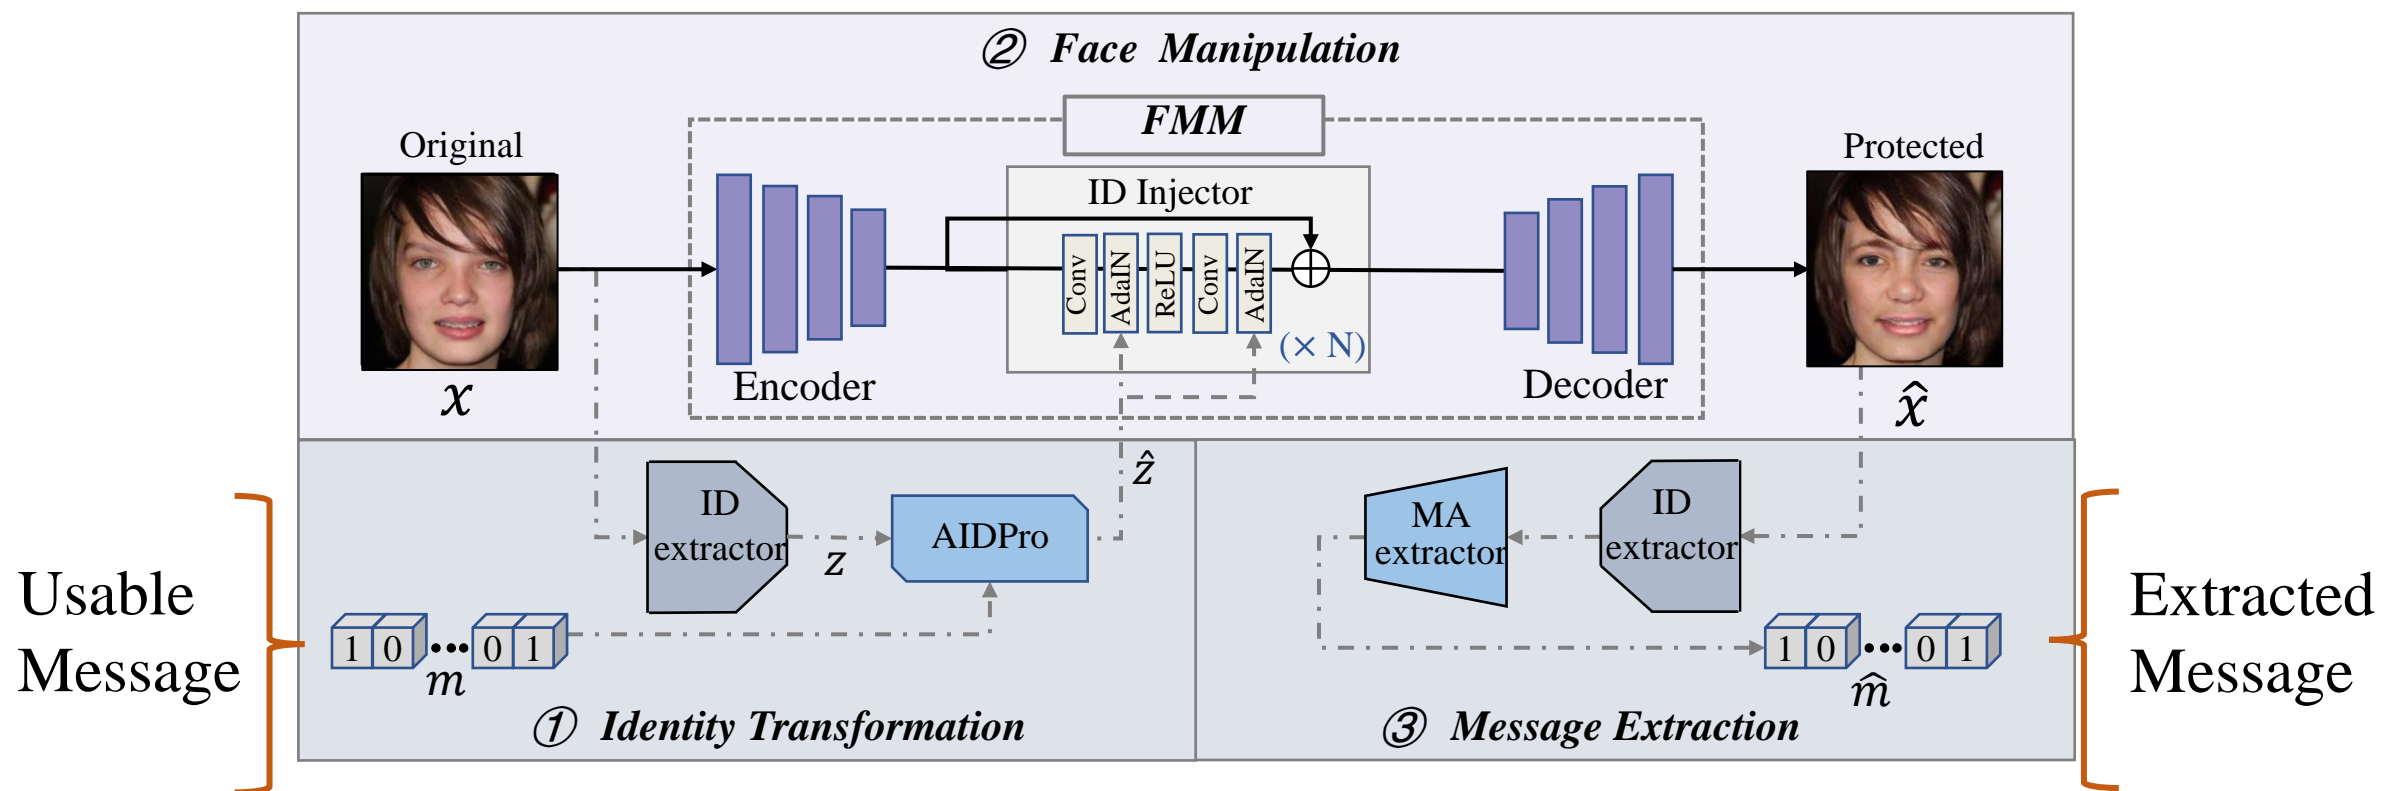 ② Face Manipulation
FMM
Original
Protected
ID Injector
Conv
AdaIN
ReLU
Conv
AdaIN
(× N)
Encoder
Decoder
x
x̂
ẑ
ID
extractor
z
AIDPro
MA
extractor
ID
extractor
Usable
Message
1 0 ••• 0 1
m
1 0 ••• 0 1
m̂
Extracted
Message
① Identity Transformation
③ Message Extraction